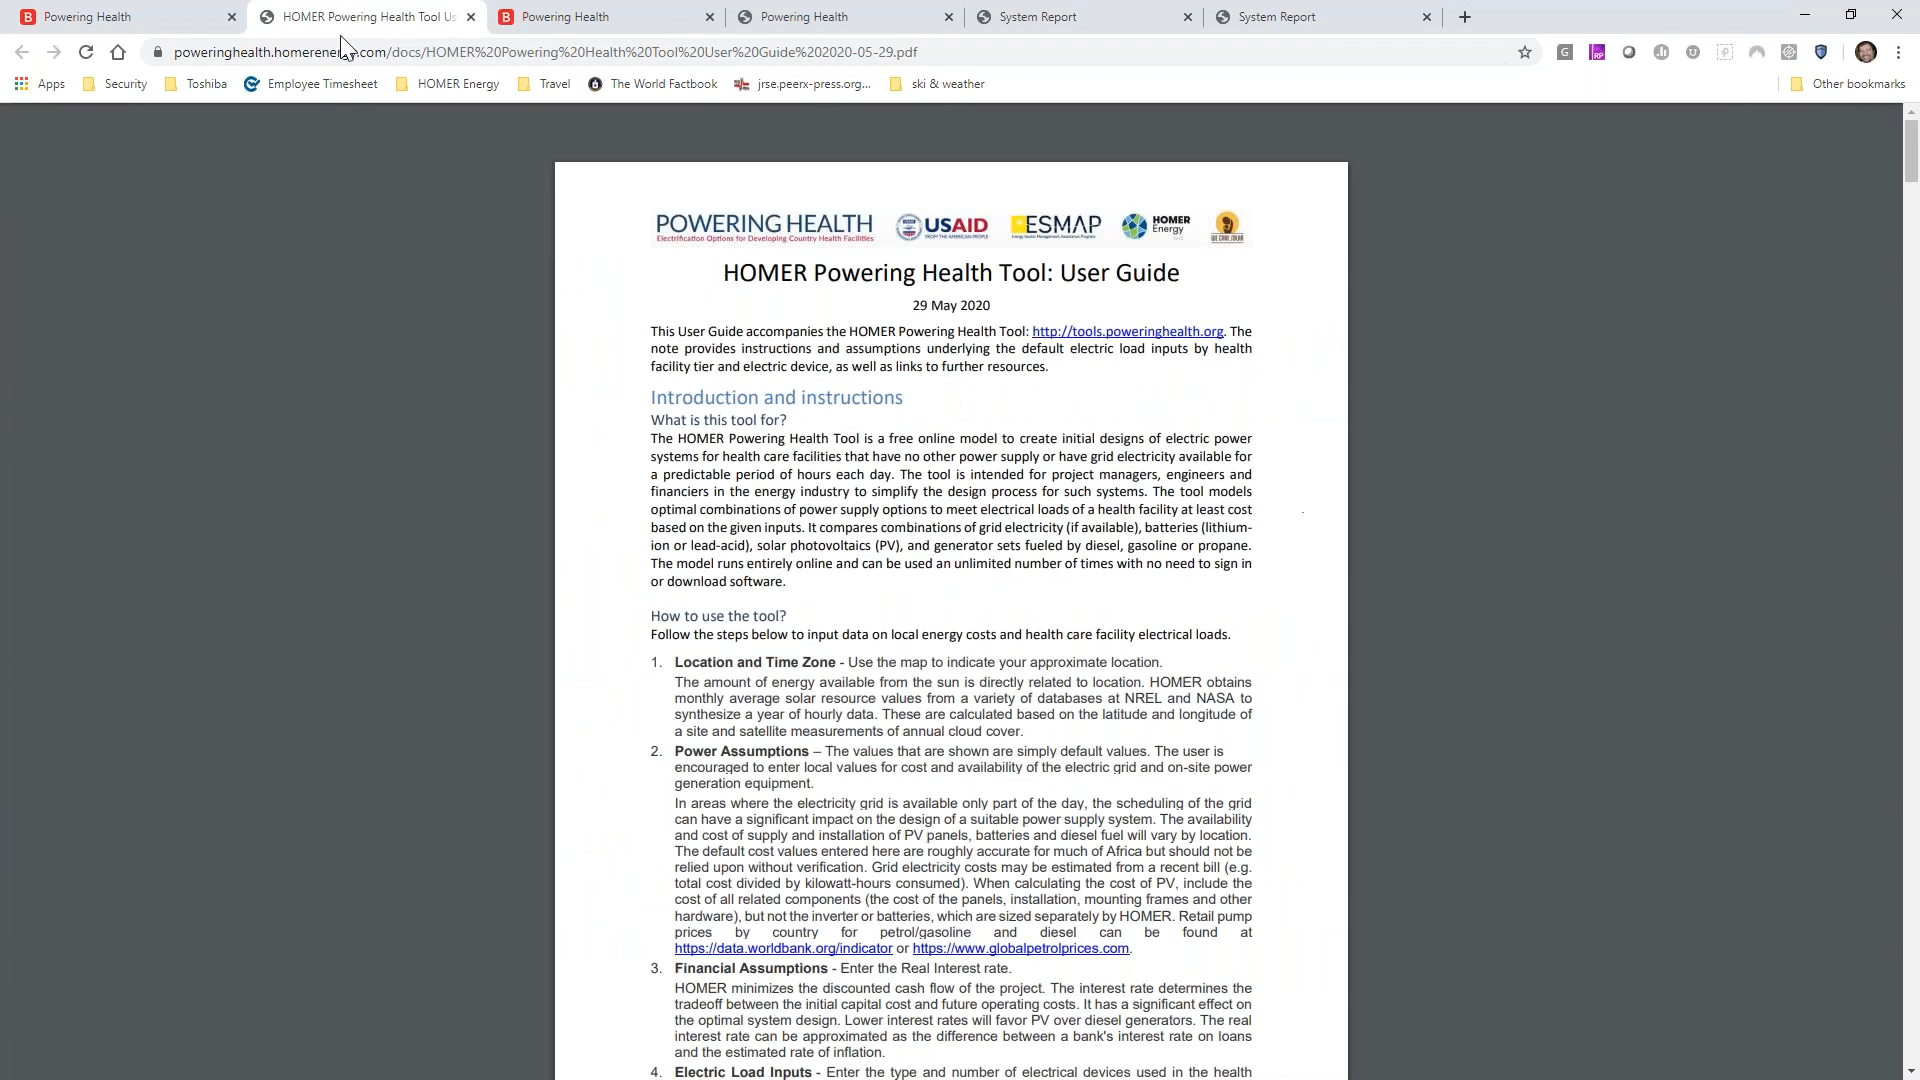 Powering Health
HOMER Powering Health Tool Us
Powering Health
Powering Health
System Report
System Report
poweringhealth.homerene com/docs/HOMER%20Powering%20Health%20Tool%20User%20Guide%202020-05-29.pdf
Apps Security Toshiba Employee Timesheet HOMER Energy Travel The World Factbook jrse.peerx-press.org... ski & weather Other bookmarks
POWERING HEALTH USAID ESMAP HOMER
Electrification Options for Developing Country Health Facilities FROM THE AMERICAN PEOPLE Energy Sector Management Assistance Program Energy WE CARE SOLAR
HOMER Powering Health Tool: User Guide
29 May 2020
This User Guide accompanies the HOMER Powering Health Tool: http://tools.poweringhealth.org. The
note provides instructions and assumptions underlying the default electric load inputs by health
facility tier and electric device, as well as links to further resources.
Introduction and instructions
What is this tool for?
The HOMER Powering Health Tool is a free online model to create initial designs of electric power
systems for health care facilities that have no other power supply or have grid electricity available for
a predictable period of hours each day. The tool is intended for project managers, engineers and
financiers in the energy industry to simplify the design process for such systems. The tool models
optimal combinations of power supply options to meet electrical loads of a health facility at least cost
based on the given inputs. It compares combinations of grid electricity (if available), batteries (lithium-
ion or lead-acid), solar photovoltaics (PV), and generator sets fueled by diesel, gasoline or propane.
The model runs entirely online and can be used an unlimited number of times with no need to sign in
or download software.
How to use the tool?
Follow the steps below to input data on local energy costs and health care facility electrical loads.
1. Location and Time Zone - Use the map to indicate your approximate location.
The amount of energy available from the sun is directly related to location. HOMER obtains
monthly average solar resource values from a variety of databases at NREL and NASA to
synthesize a year of hourly data. These are calculated based on the latitude and longitude of
a site and satellite measurements of annual cloud cover.
2. Power Assumptions – The values that are shown are simply default values. The user is
encouraged to enter local values for cost and availability of the electric grid and on-site power
generation equipment.
In areas where the electricity grid is available only part of the day, the scheduling of the grid
can have a significant impact on the design of a suitable power supply system. The availability
and cost of supply and installation of PV panels, batteries and diesel fuel will vary by location.
The default cost values entered here are roughly accurate for much of Africa but should not be
relied upon without verification. Grid electricity costs may be estimated from a recent bill (e.g.
total cost divided by kilowatt-hours consumed). When calculating the cost of PV, include the
cost of all related components (the cost of the panels, installation, mounting frames and other
hardware), but not the inverter or batteries, which are sized separately by HOMER. Retail pump
prices by country for petrol/gasoline and diesel can be found at
https://data.worldbank.org/indicator or https://www.globalpetrolprices.com.
3. Financial Assumptions - Enter the Real Interest rate.
HOMER minimizes the discounted cash flow of the project. The interest rate determines the
tradeoff between the initial capital cost and future operating costs. It has a significant effect on
the optimal system design. Lower interest rates will favor PV over diesel generators. The real
interest rate can be approximated as the difference between a bank's interest rate on loans
and the estimated rate of inflation.
4. Electric Load Inputs - Enter the type and number of electrical devices used in the health